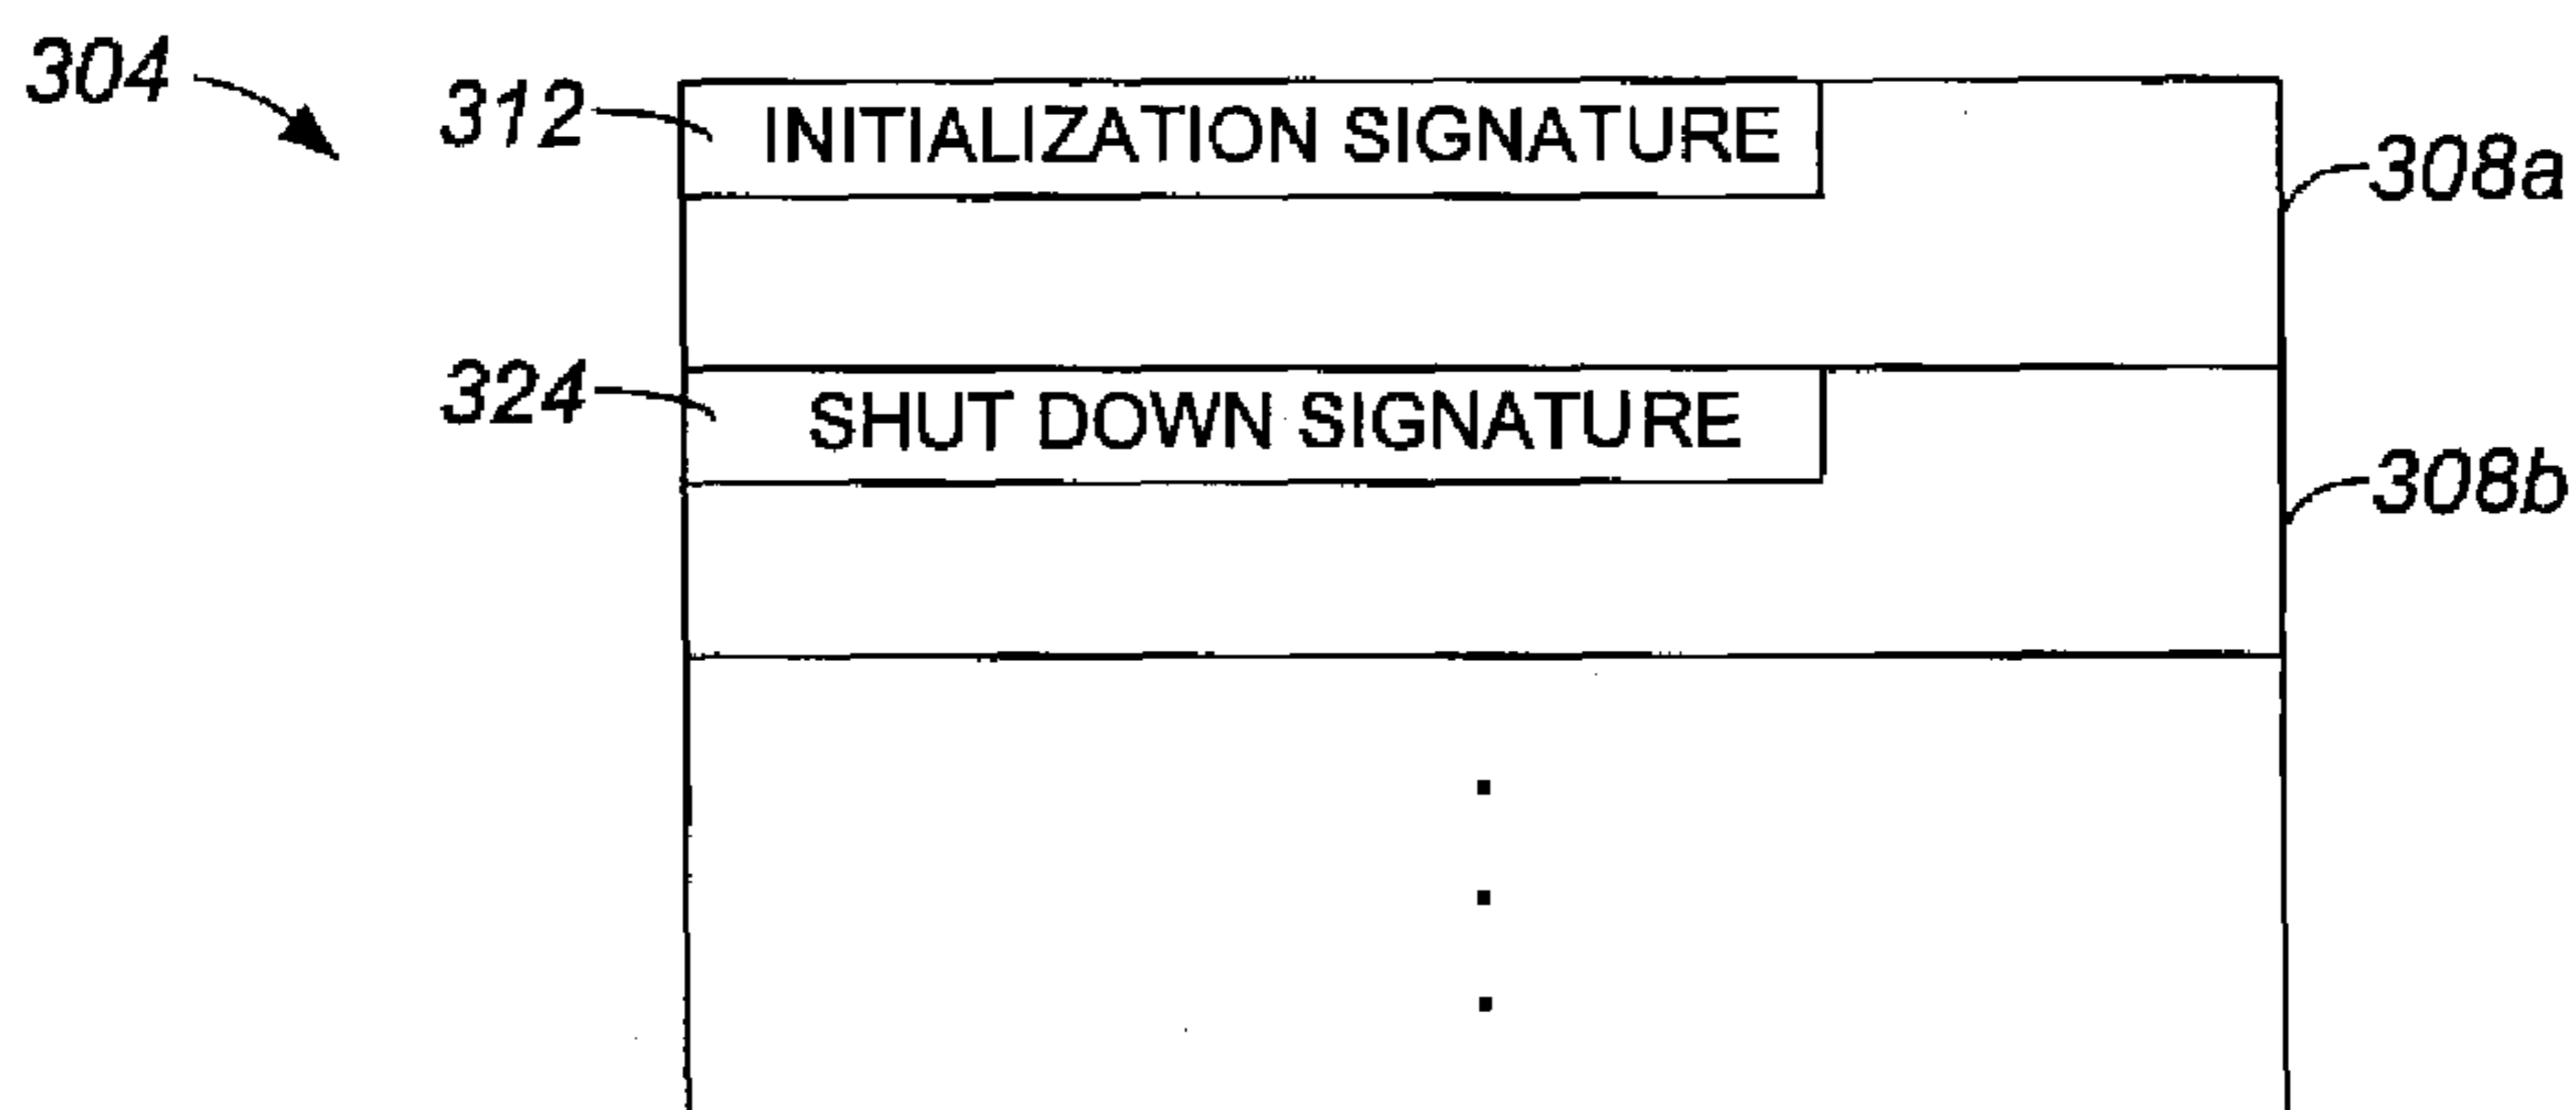 304
312 INITIALIZATION SIGNATURE
308a
324 SHUT DOWN SIGNATURE
308b